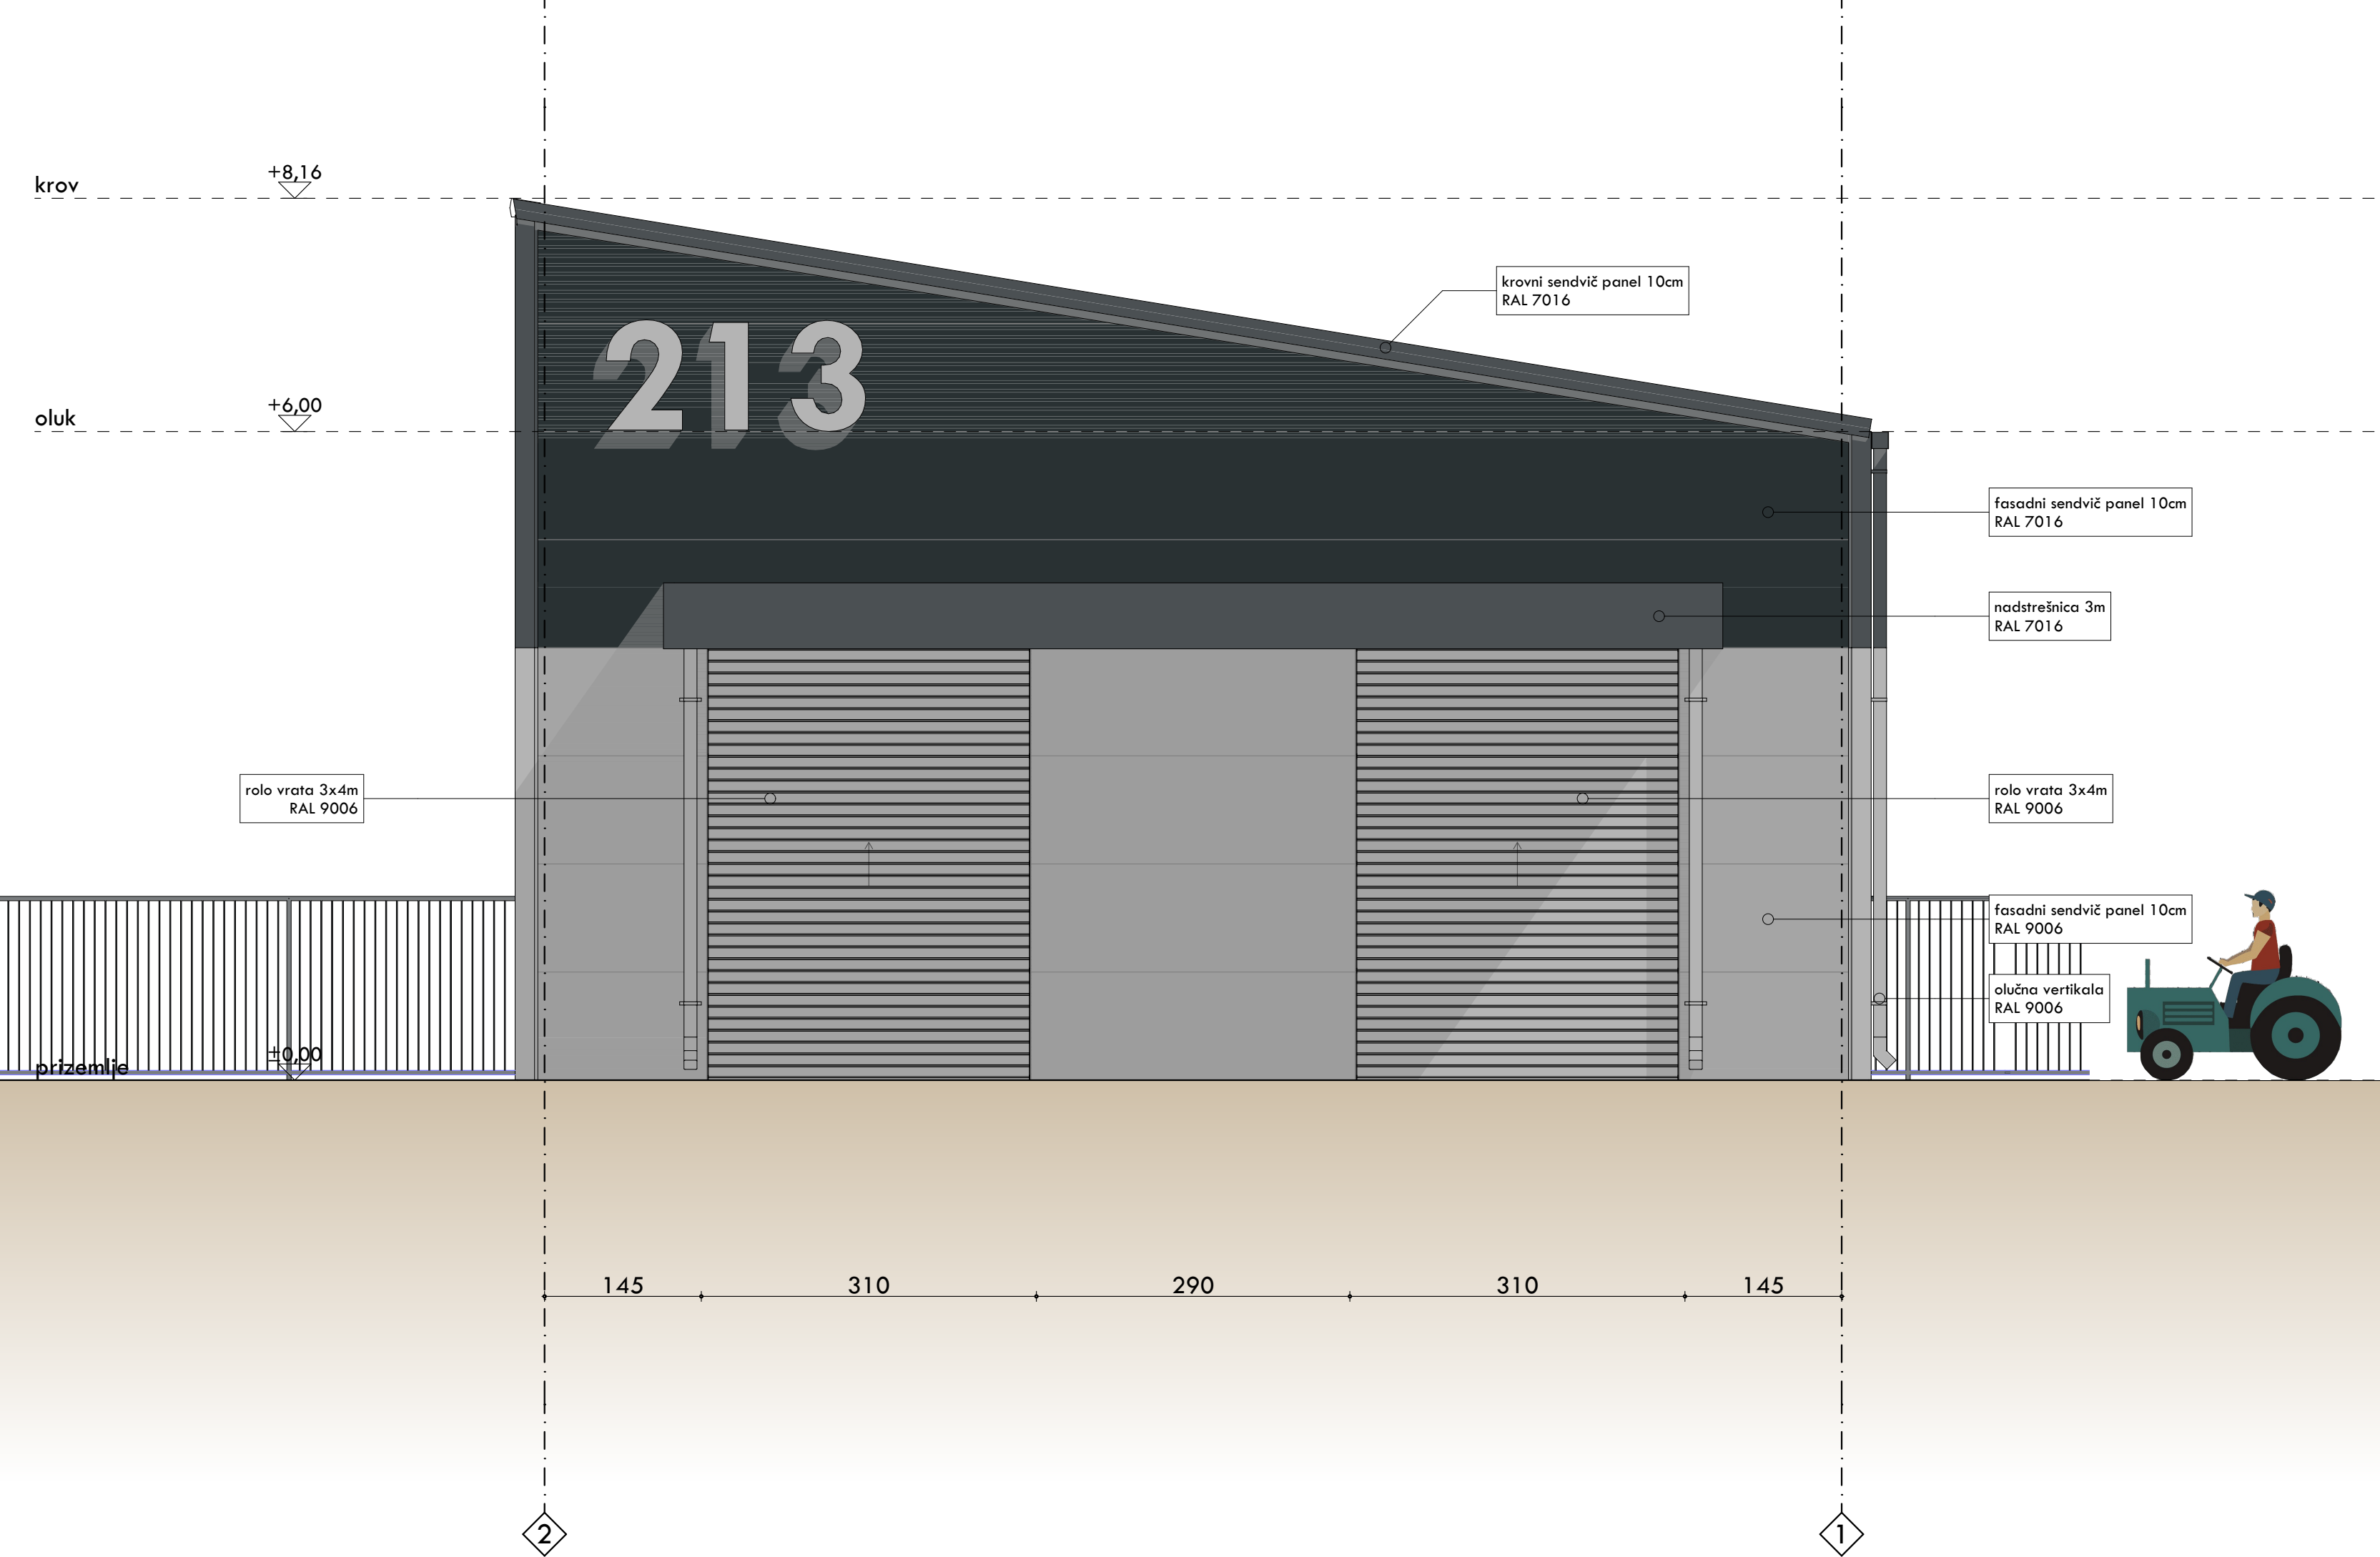 +8,16
krov
krovni sendvič panel 10cm
RAL 7016
213
+6,00
oluk
fasadni sendvič panel 10cm
RAL 7016
nadstrešnica 3m
RAL 7016
rolo vrata 3x4m
RAL 9006
rolo vrata 3x4m
RAL 9006
fasadni sendvič panel 10cm
RAL 9006
olučna vertikala
RAL 9006
±0,00
prizemlje
145 310 290 310 145
2 1